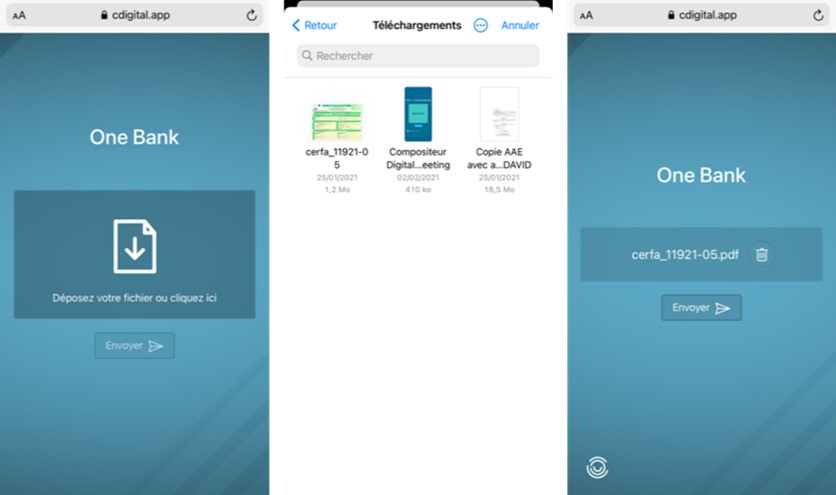 AA cdigital.app
One Bank
Déposez votre fichier ou cliquez ici
Envoyer
Retour Téléchargements Annuler
Rechercher
cerfa_11921-0
5
25/01/2021
1,2 Mo
Compositeur
Digital...eeting
02/02/2021
410 ko
Copie AAE
avec a...DAVID
25/01/2021
18,5 Mo
AA cdigital.app
One Bank
cerfa_11921-05.pdf
Envoyer